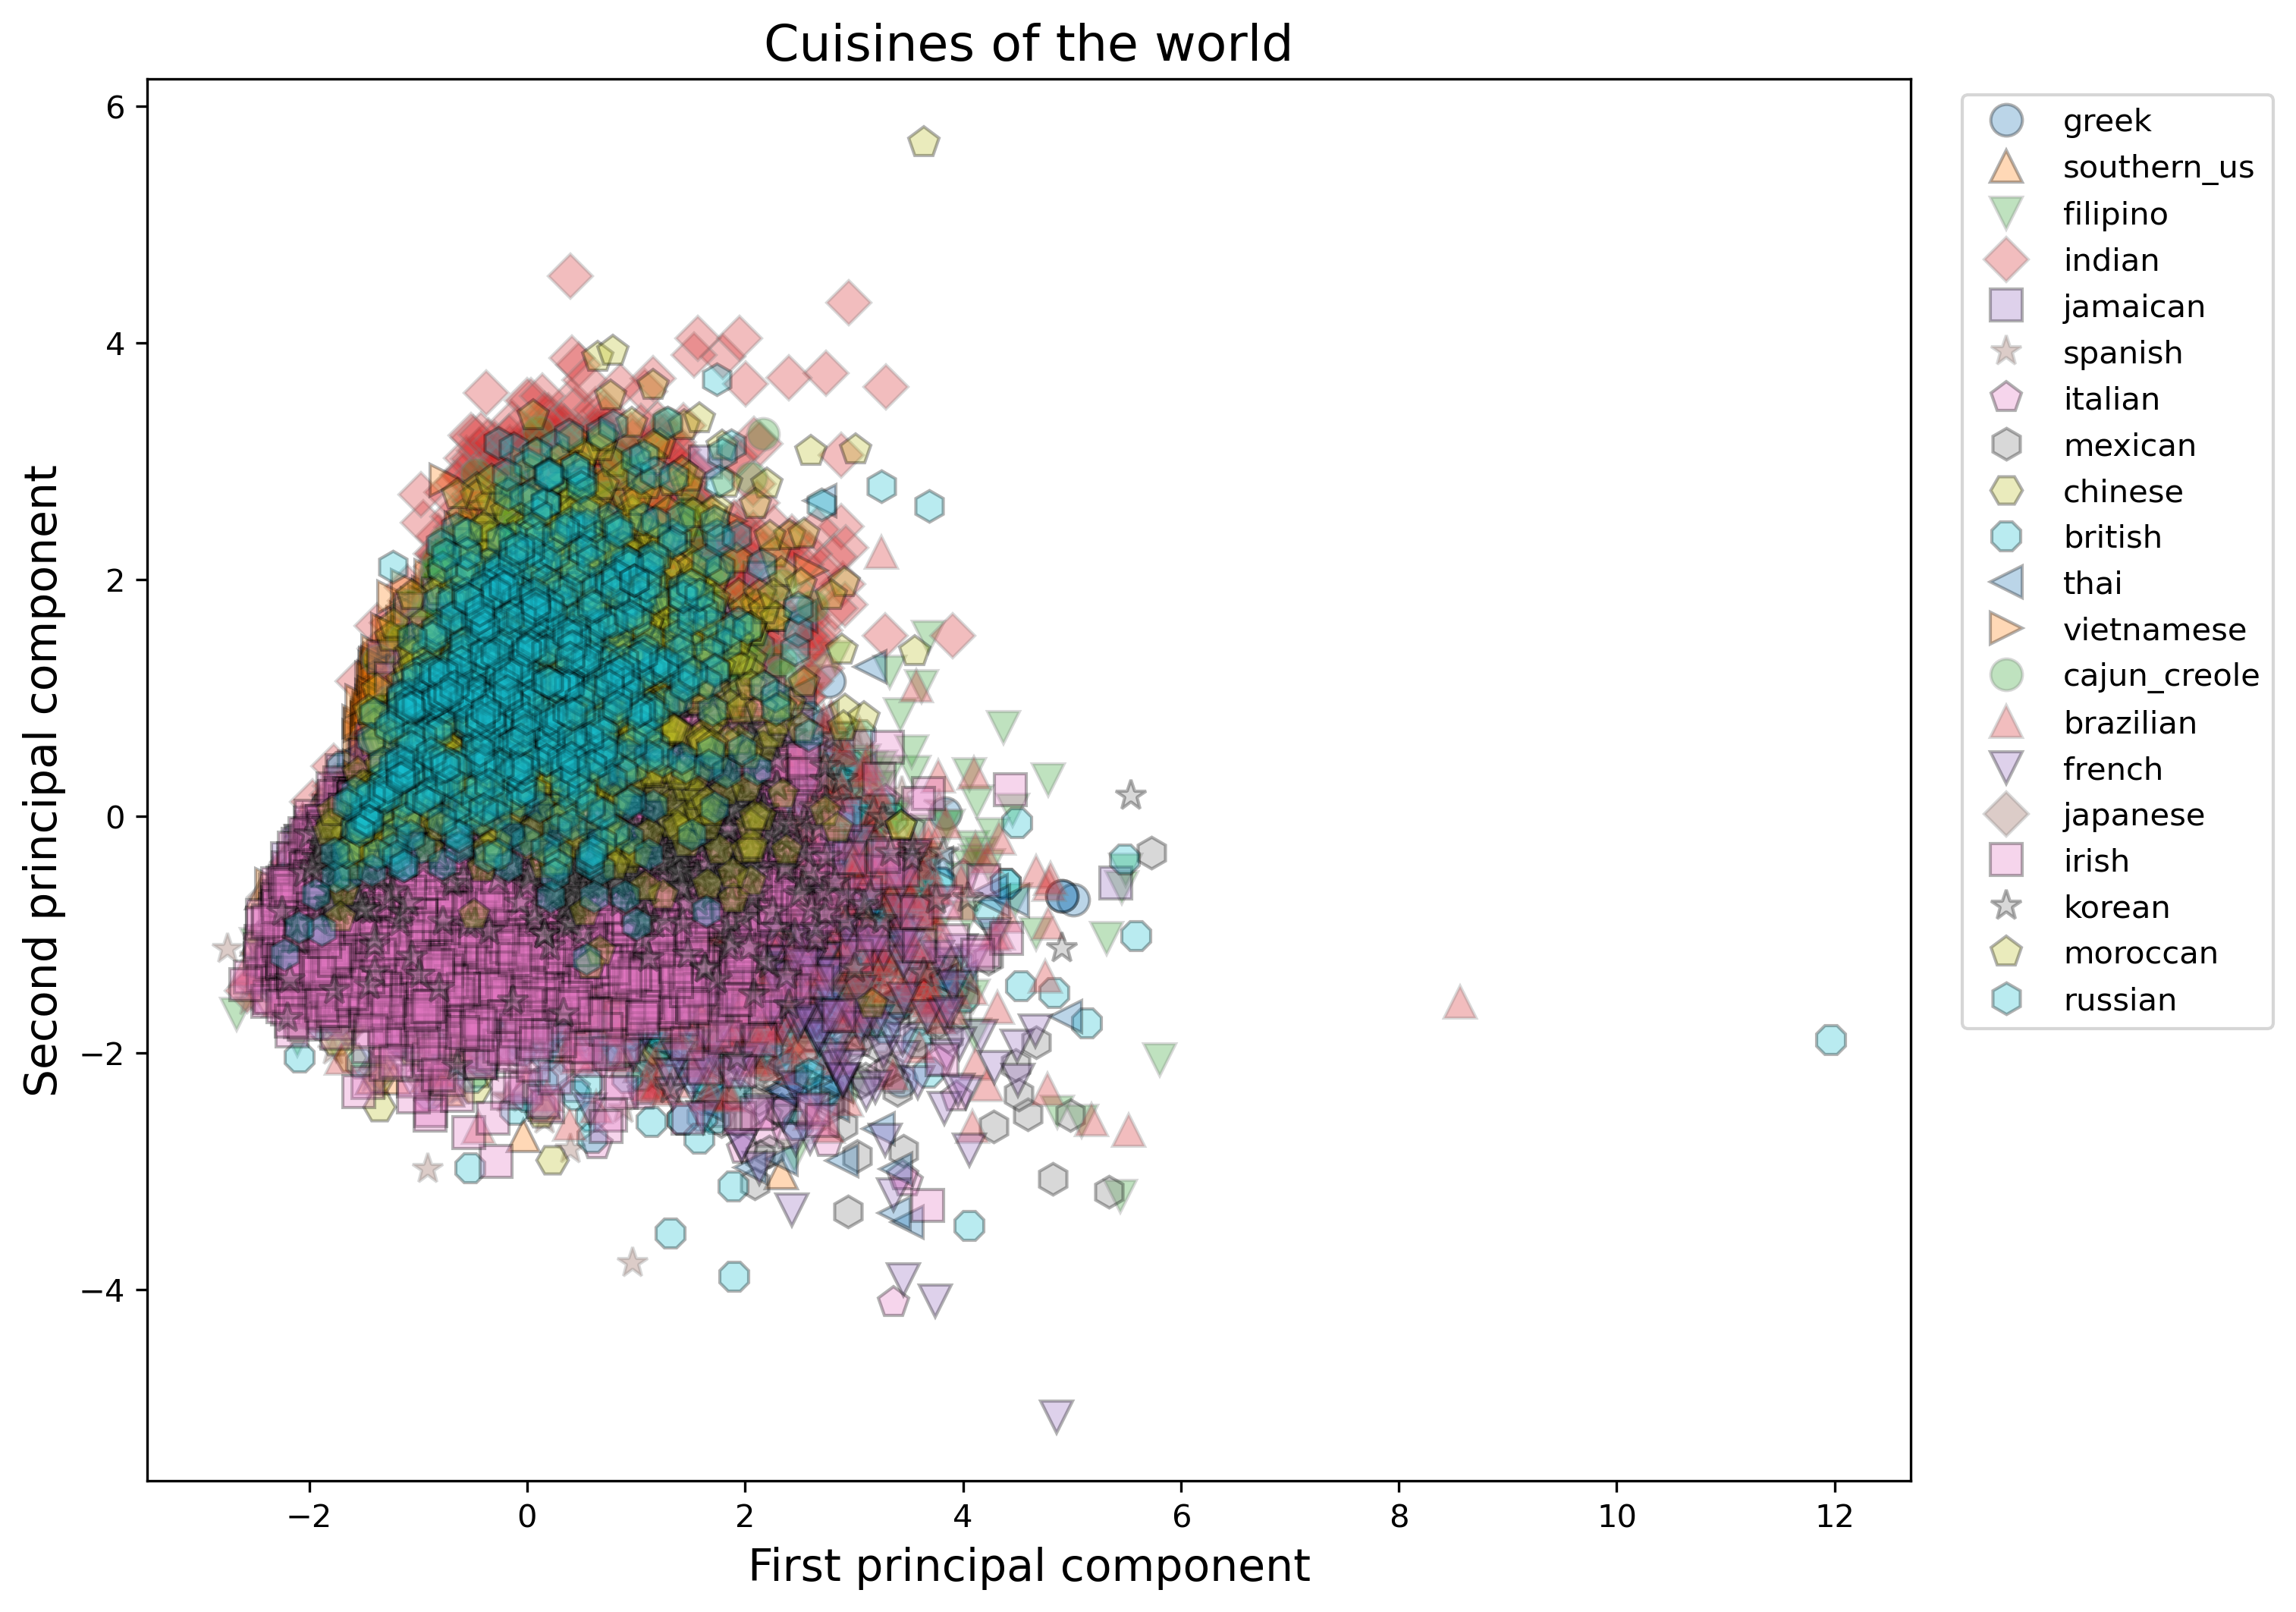 Cuisines of the world
6
4
2
0
−2
−4
Second principal component
−2
0
2
4
6
8
10
12
First principal component
greek
southern_us
filipino
indian
jamaican
spanish
italian
mexican
chinese
british
thai
vietnamese
cajun_creole
brazilian
french
japanese
irish
korean
moroccan
russian